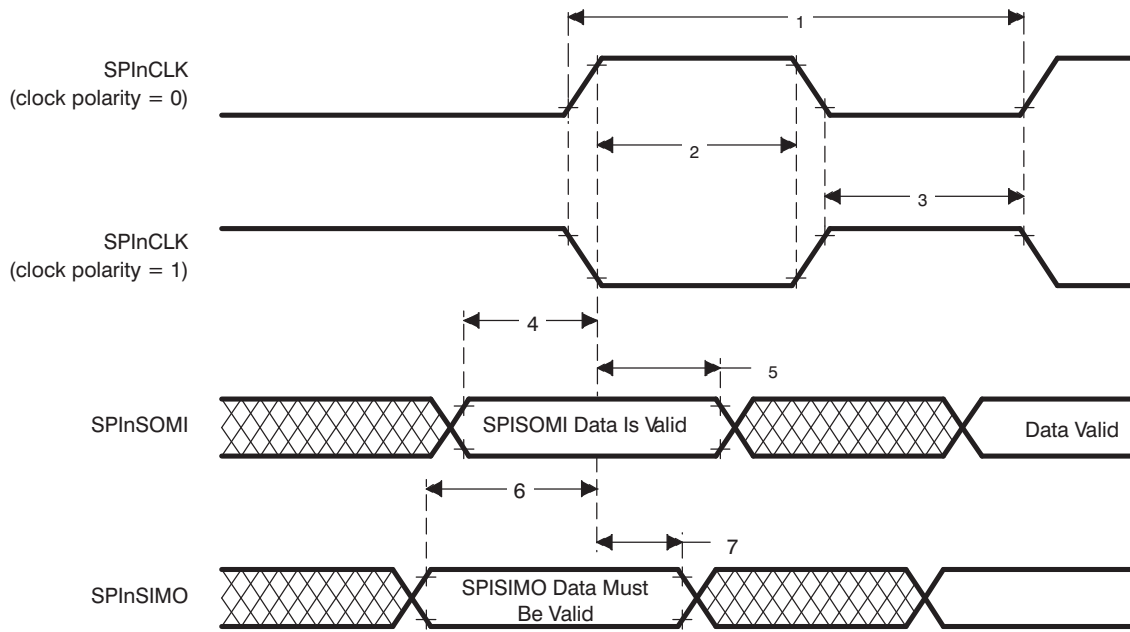 1
SPInCLK
(clock polarity = 0)
2
3
SPInCLK
(clock polarity = 1)
4
5
SPInSOMI
SPISOMI Data Is Valid
Data Valid
6
7
SPInSIMO
SPISIMO Data Must
Be Valid